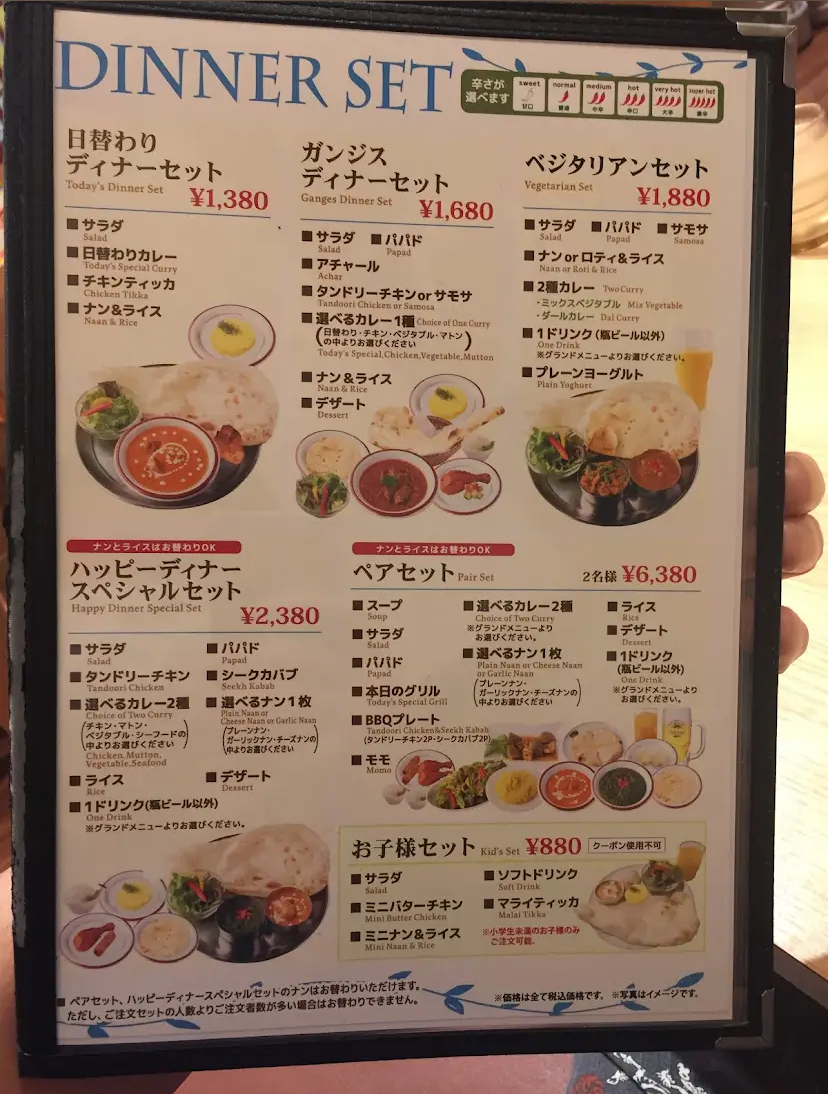 DINNER SET
辛さが
選べます
sweet
甘口
normal
普通
medium
中辛
hot
辛口
very hot
大辛
super hot
激辛
日替わり
ディナーセット
Today's Dinner Set
¥1,380
■ サラダ
Salad
■ 日替わりカレー
Today's Special Curry
■ チキンティッカ
Chicken Tikka
■ ナン&ライス
Naan & Rice
ガンジス
ディナーセット
Ganges Dinner Set
¥1,680
■ サラダ ■ パパド
Salad Papad
■ アチャール
Achar
■ タンドリーチキン or サモサ
Tandoori Chicken or Samosa
■ 選べるカレー1種 Choice of One Curry
(日替わり・チキン・ベジタブル・マトン
の中よりお選びください)
Today's Special,Chicken,Vegetable,Mutton
■ ナン&ライス
Naan & Rice
■ デザート
Dessert
ベジタリアンセット
Vegetarian Set
¥1,880
■ サラダ ■ パパド ■ サモサ
Salad Papad Samosa
■ ナン or ロティ&ライス
Naan or Roti & Rice
■ 2種カレー Two Curry
・ミックスベジタブル Mix Vegetable
・ダールカレー Dal Curry
■ 1ドリンク(瓶ビール以外)
One Drink
※グランドメニューよりお選びください。
■ プレーンヨーグルト
Plain Yoghurt
ナンとライスはお替わりOK
ハッピーディナー
スペシャルセット
Happy Dinner Special Set
¥2,380
■ サラダ ■ パパド
Salad Papad
■ タンドリーチキン ■ シークカバブ
Tandoori Chicken Seekh Kabab
■ 選べるカレー2種
Choice of Two Curry
(チキン・マトン・
ベジタブル・シーフードの
中よりお選びください)
Chicken,Mutton,
Vegetable,Seafood
■ 選べるナン1枚
Plain Naan or
Cheese Naan or Garlic Naan
(プレーンナン・
ガーリックナン・チーズナンの
中よりお選びください)
■ ライス ■ デザート
Rice Dessert
■ 1ドリンク(瓶ビール以外)
One Drink
※グランドメニューよりお選びください。
ナンとライスはお替わりOK
ペアセット Pair Set
2名様 ¥6,380
■ スープ
Soup
■ サラダ
Salad
■ パパド
Papad
■ 本日のグリル
Today's Special Grill
■ BBQプレート
Tandoori Chicken&Seekh Kabab
(タンドリーチキン2P・シークカバブ2P)
■ モモ
Momo
■ 選べるカレー2種
Choice of Two Curry
※グランドメニューより
お選びください。
■ 選べるナン1枚
Plain Naan or Cheese Naan
or Garlic Naan
(プレーンナン・
ガーリックナン・チーズナンの
中よりお選びください)
■ ライス
Rice
■ デザート
Dessert
■ 1ドリンク
(瓶ビール以外)
One Drink
※グランドメニューより
お選びください。
お子様セット Kid's Set ¥880 クーポン使用不可
■ サラダ
Salad
■ ミニバターチキン
Mini Butter Chicken
■ ミニナン&ライス
Mini Naan & Rice
■ ソフトドリンク
Soft Drink
■ マライティッカ
Malai Tikka
※小学生未満のお子様のみ
ご注文可能。
■ ペアセット、ハッピーディナースペシャルセットのナンはお替わりいただけます。
ただし、ご注文セットの人数よりご注文者数が多い場合はお替わりできません。
※価格は全て税込価格です。 ※写真はイメージです。